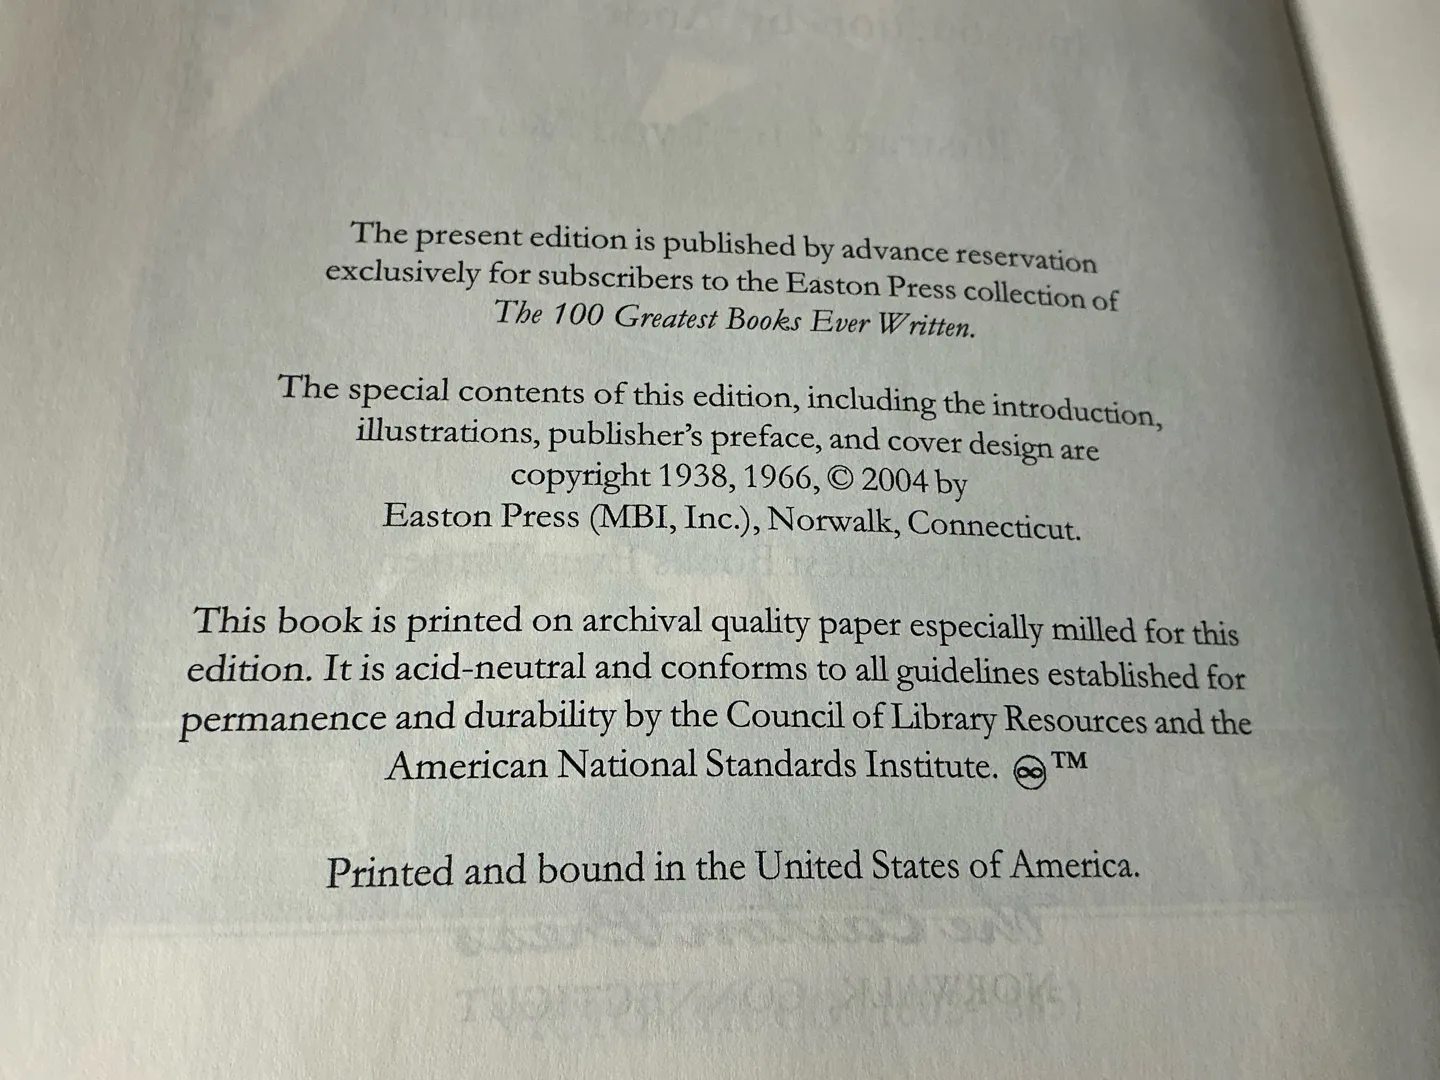 The present edition is published by advance reservation
exclusively for subscribers to the Easton Press collection of
The 100 Greatest Books Ever Written.
The special contents of this edition, including the introduction,
illustrations, publisher's preface, and cover design are
copyright 1938, 1966, © 2004 by
Easton Press (MBI, Inc.), Norwalk, Connecticut.
This book is printed on archival quality paper especially milled for this
edition. It is acid-neutral and conforms to all guidelines established for
permanence and durability by the Council of Library Resources and the
American National Standards Institute. ♾™
Printed and bound in the United States of America.
The Easton Press
NORWALK, CONNECTICUT